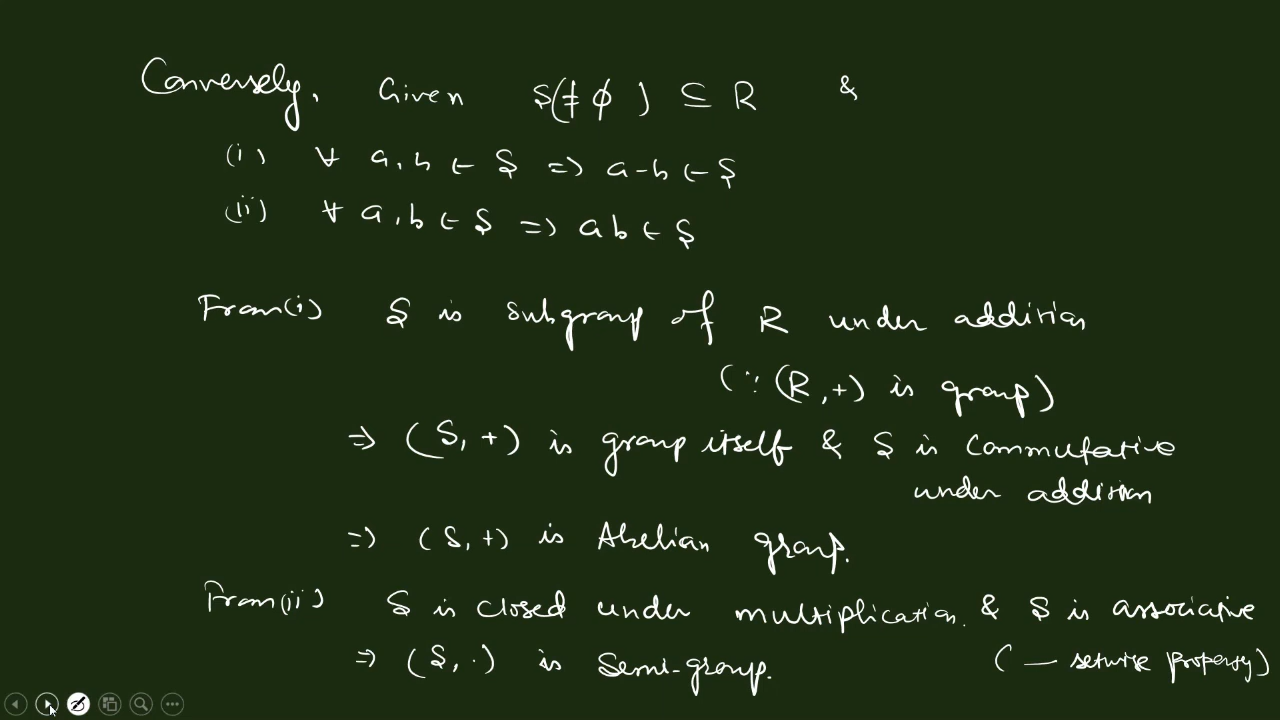 Conversely, Given S(≠ϕ) ⊆ R &
(i) ∀ a,b ∈ S => a-b ∈ S
(ii) ∀ a,b ∈ S => ab ∈ S
From(i) S is subgroup of R under addition
(∵ (R,+) is group)
=> (S,+) is group itself & S is commutative
under addition
=> (S,+) is Abelian group.
From(ii) S is closed under multiplication. & S is associative
=> (S,·) is Semi-group. (— setwise property)